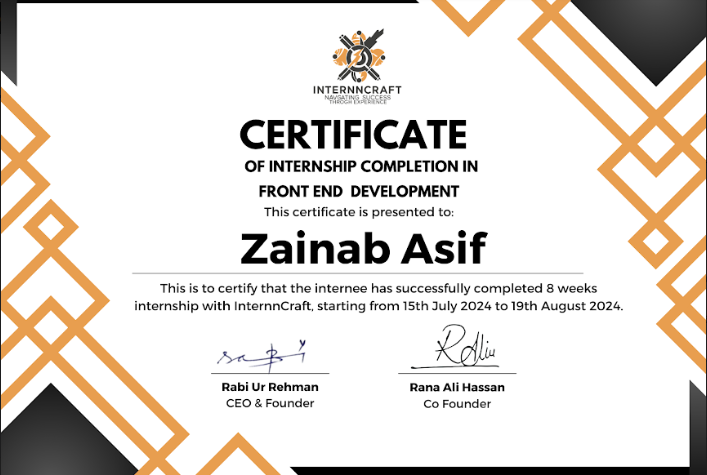 INTERNNCRAFT
NAVIGATING SUCCESS
THROGH EXPERIENCE
CERTIFICATE
OF INTERNSHIP COMPLETION IN
FRONT END DEVELOPMENT
This certificate is presented to:
Zainab Asif
This is to certify that the internee has successfully completed 8 weeks
internship with InternnCraft, starting from 15th July 2024 to 19th August 2024.
Rabi Ur Rehman
CEO & Founder
Rana Ali Hassan
Co Founder